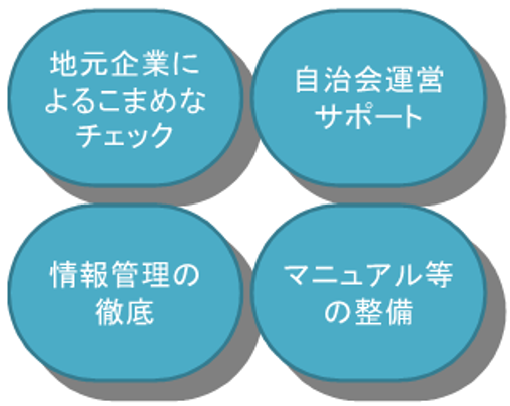 地元企業に
よるこまめな
チェック
自治会運営
サポート
情報管理の
徹底
マニュアル等
の整備